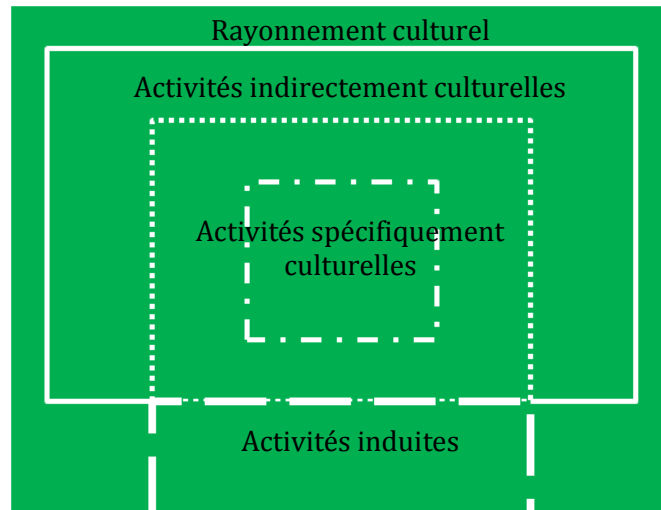 Rayonnement culturel
Activités indirectement culturelles
Activités spécifiquement
culturelles
Activités induites